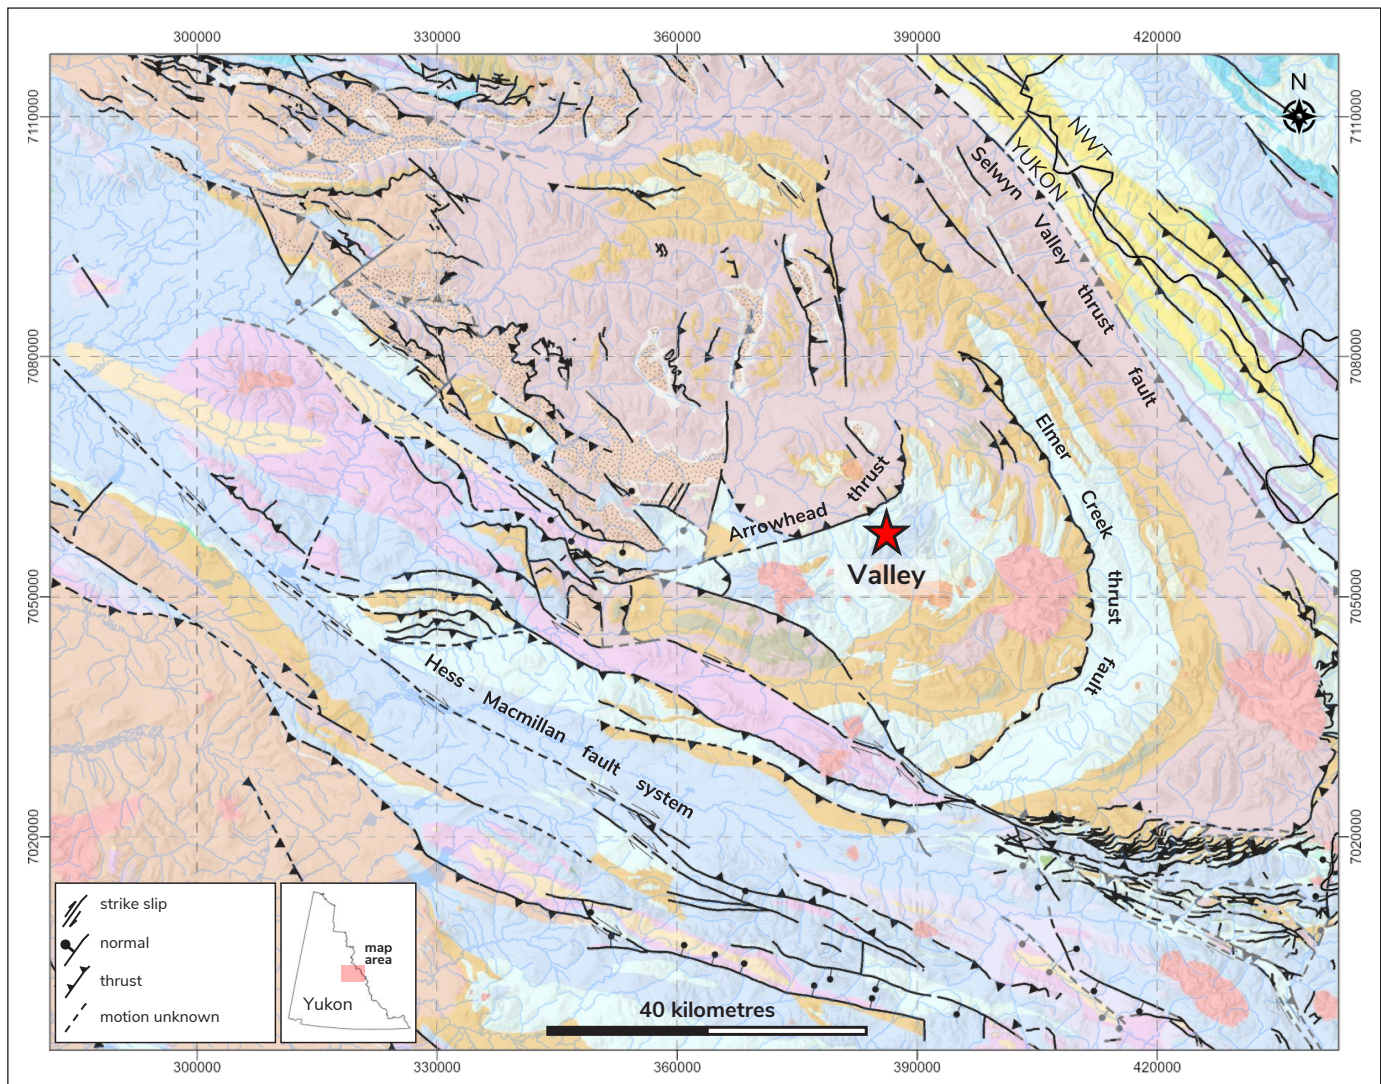 300000
330000
360000
390000
420000
N
7110000
7110000
NWT
YUKON
Selwyn Valley thrust fault
7080000
7080000
Elmer Creek thrust fault
Arrowhead thrust
Valley
7050000
7050000
Hess - Macmillan fault system
7020000
7020000
strike slip
normal
thrust
motion unknown
map
area
Yukon
40 kilometres
300000
330000
360000
390000
420000